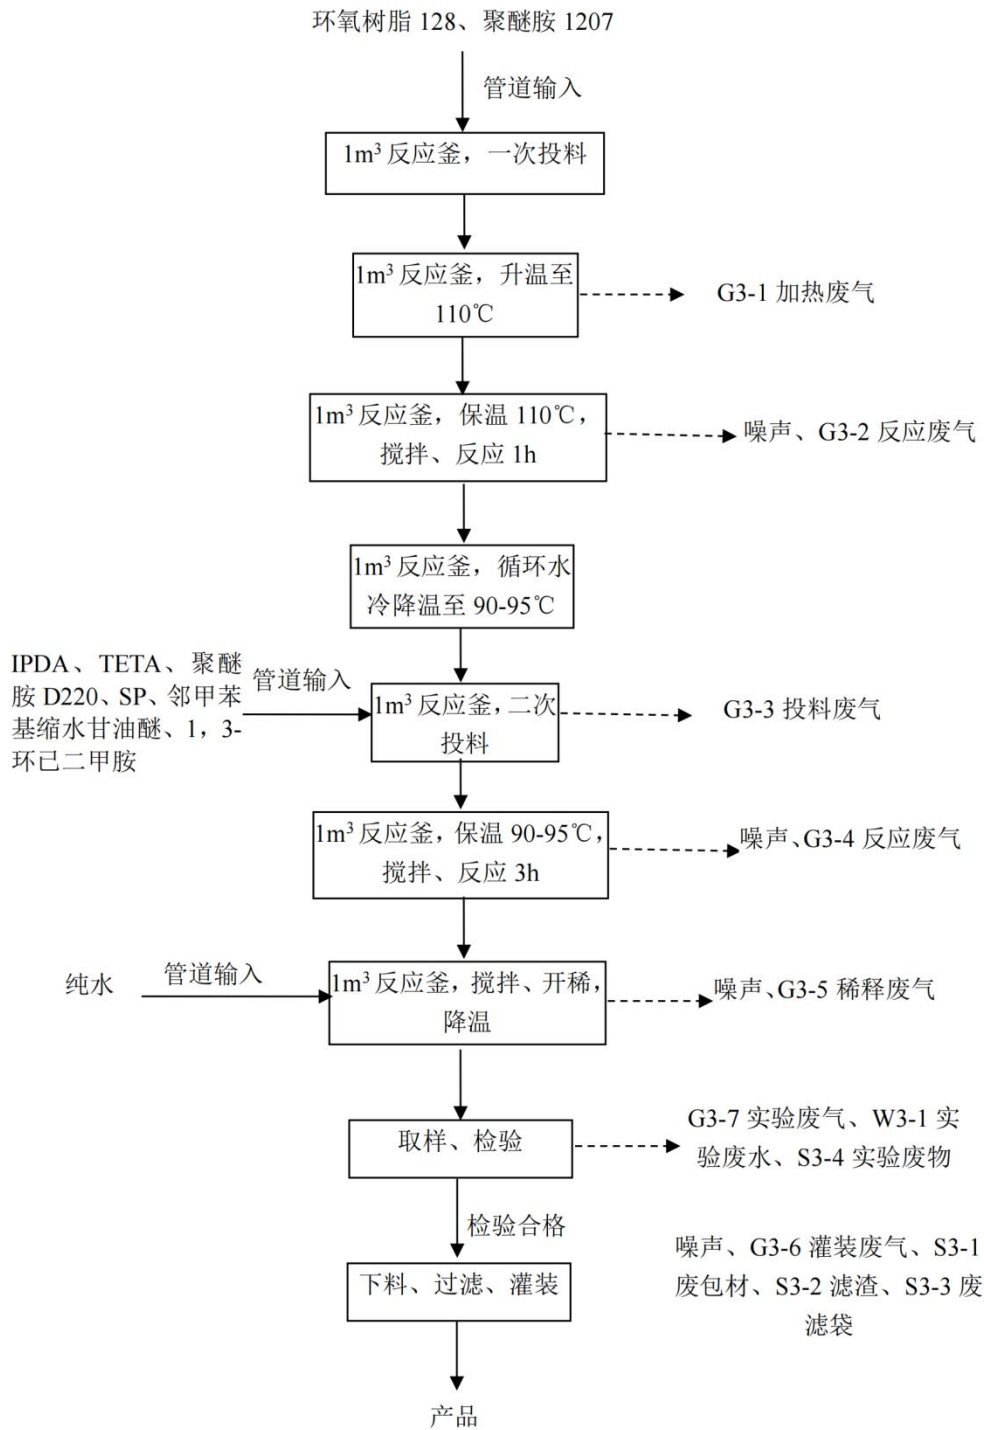 环氧树脂 128、聚醚胺 1207
管道输入
1m³ 反应釜，一次投料
1m³ 反应釜，升温至
110℃
G3-1 加热废气
1m³ 反应釜，保温 110℃，
搅拌、反应 1h
噪声、G3-2 反应废气
1m³ 反应釜，循环水
冷降温至 90-95℃
IPDA、TETA、聚醚
胺 D220、SP、邻甲苯
基缩水甘油醚、1，3-
环己二甲胺
管道输入
1m³ 反应釜，二次
投料
G3-3 投料废气
1m³ 反应釜，保温 90-95℃，
搅拌、反应 3h
噪声、G3-4 反应废气
纯水
管道输入
1m³ 反应釜，搅拌、开稀，
降温
噪声、G3-5 稀释废气
取样、检验
G3-7 实验废气、W3-1 实
验废水、S3-4 实验废物
检验合格
下料、过滤、灌装
噪声、G3-6 灌装废气、S3-1
废包材、S3-2 滤渣、S3-3 废
滤袋
产品